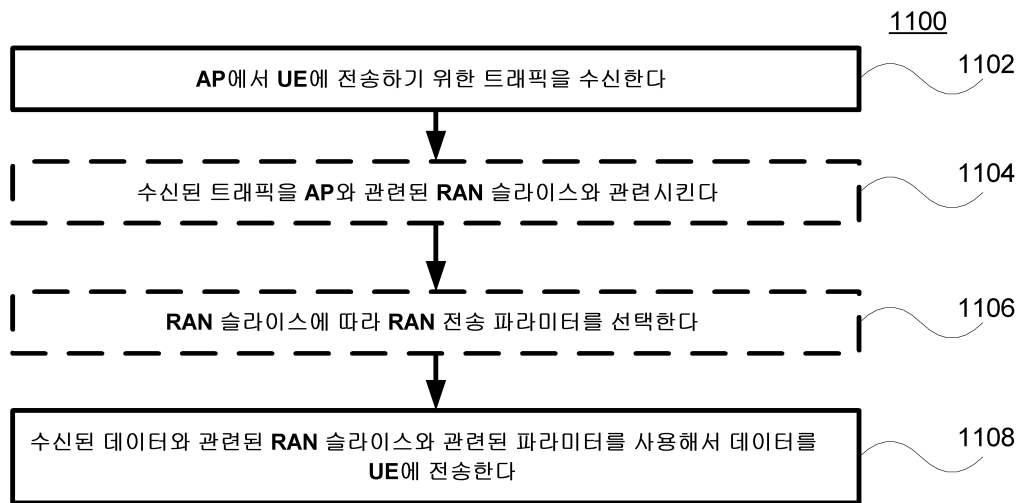 1100
AP에서 UE에 전송하기 위한 트래픽을 수신한다
1102
수신된 트래픽을 AP와 관련된 RAN 슬라이스와 관련시킨다
1104
RAN 슬라이스에 따라 RAN 전송 파라미터를 선택한다
1106
수신된 데이터와 관련된 RAN 슬라이스와 관련된 파라미터를 사용해서 데이터를
UE에 전송한다
1108